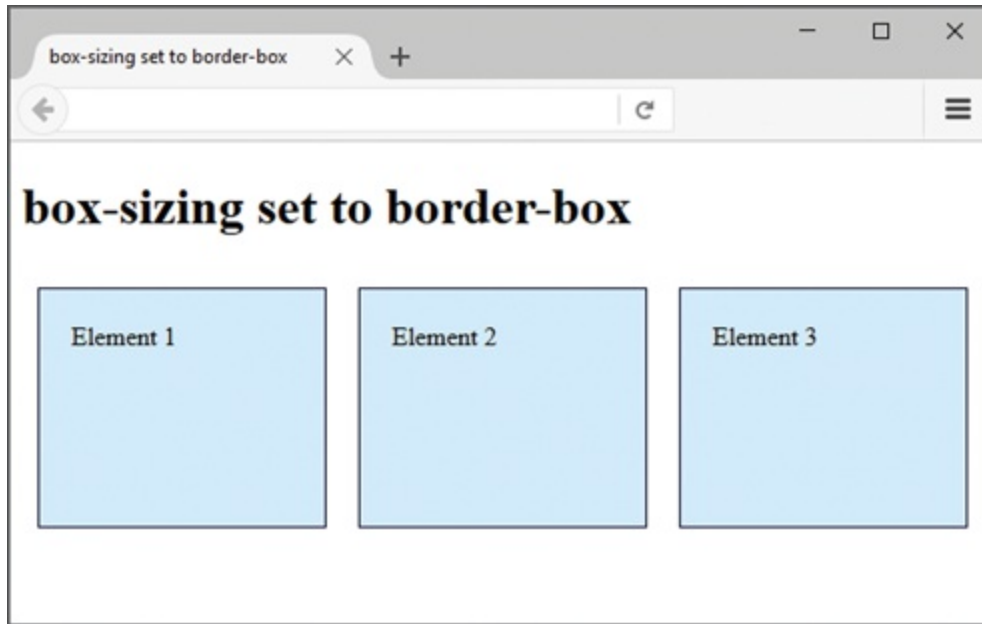 box-sizing set to border-box
box-sizing set to border-box
Element 1
Element 2
Element 3